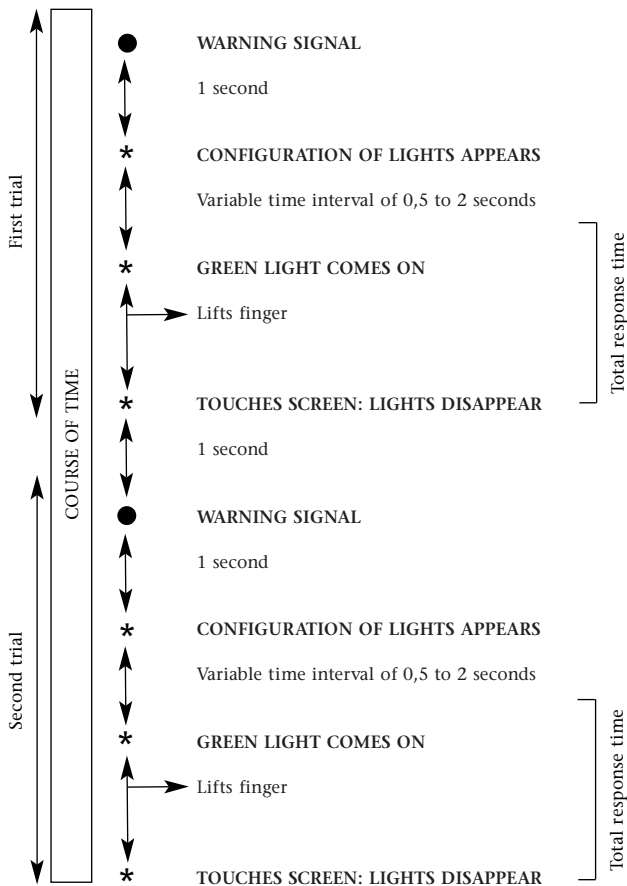 WARNING SIGNAL
1 second
CONFIGURATION OF LIGHTS APPEARS
Variable time interval of 0,5 to 2 seconds
GREEN LIGHT COMES ON
Lifts finger
TOUCHES SCREEN: LIGHTS DISAPPEAR
First trial
Total response time
COURSE OF TIME
1 second
WARNING SIGNAL
1 second
CONFIGURATION OF LIGHTS APPEARS
Variable time interval of 0,5 to 2 seconds
GREEN LIGHT COMES ON
Lifts finger
TOUCHES SCREEN: LIGHTS DISAPPEAR
Second trial
Total response time